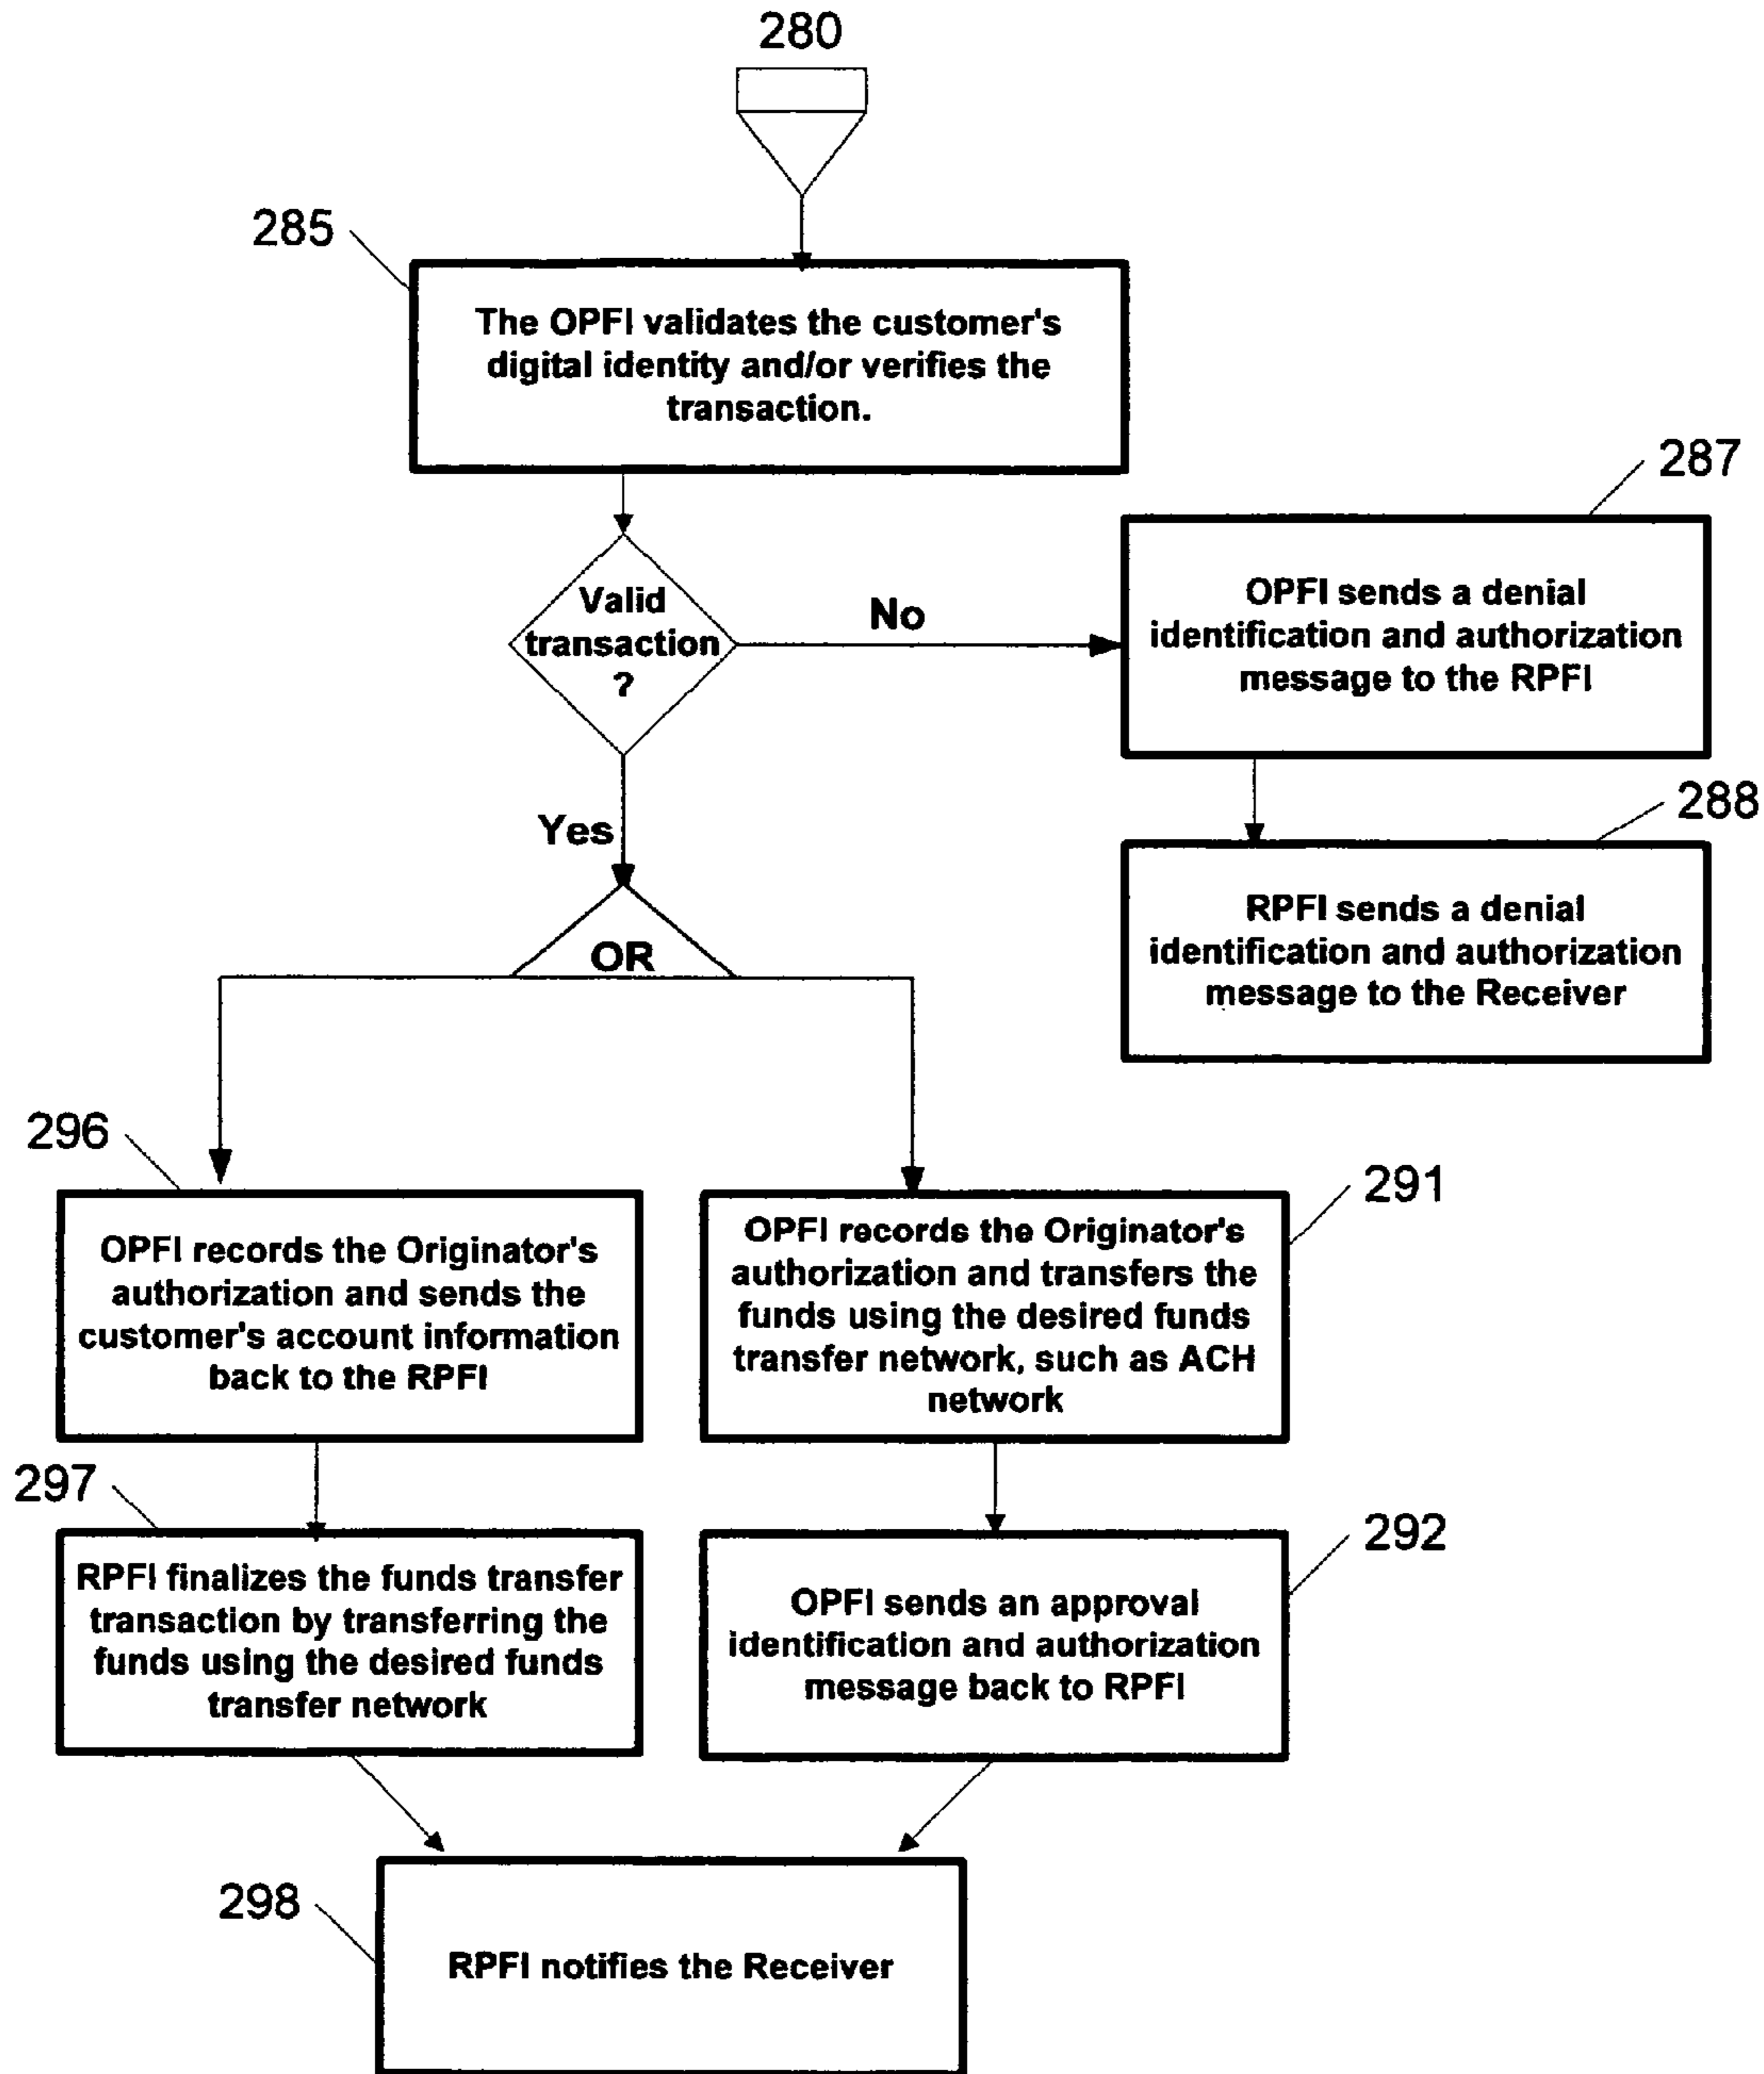 280
285
The OPFI validates the customer's
digital identity and/or verifies the
transaction.
287
Valid
transaction
?
No
OPFI sends a denial
identification and authorization
message to the RPFI
Yes
288
RPFI sends a denial
identification and authorization
message to the Receiver
OR
296
OPFI records the Originator's
authorization and sends the
customer's account information
back to the RPFI
291
OPFI records the Originator's
authorization and transfers the
funds using the desired funds
transfer network, such as ACH
network
297
RPFI finalizes the funds transfer
transaction by transferring the
funds using the desired funds
transfer network
292
OPFI sends an approval
identification and authorization
message back to RPFI
298
RPFI notifies the Receiver